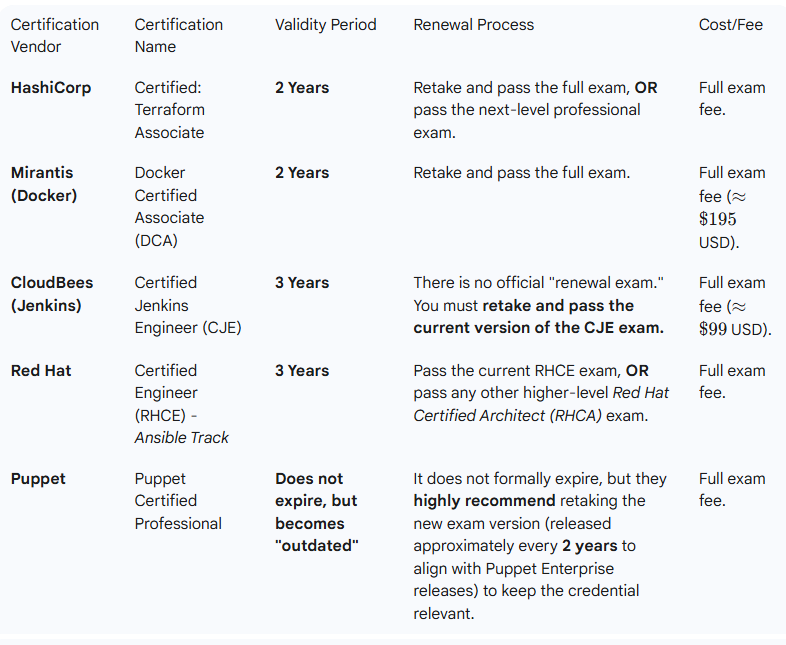 Certification Vendor Certification Name Validity Period Renewal Process Cost/Fee
HashiCorp Certified: Terraform Associate 2 Years Retake and pass the full exam, OR pass the next-level professional exam. Full exam fee.
Mirantis (Docker) Docker Certified Associate (DCA) 2 Years Retake and pass the full exam. Full exam fee (≈ $195 USD).
CloudBees (Jenkins) Certified Jenkins Engineer (CJE) 3 Years There is no official "renewal exam." You must retake and pass the current version of the CJE exam. Full exam fee (≈ $99 USD).
Red Hat Certified Engineer (RHCE) - Ansible Track 3 Years Pass the current RHCE exam, OR pass any other higher-level Red Hat Certified Architect (RHCA) exam. Full exam fee.
Puppet Puppet Certified Professional Does not expire, but becomes "outdated" It does not formally expire, but they highly recommend retaking the new exam version (released approximately every 2 years to align with Puppet Enterprise releases) to keep the credential relevant. Full exam fee.